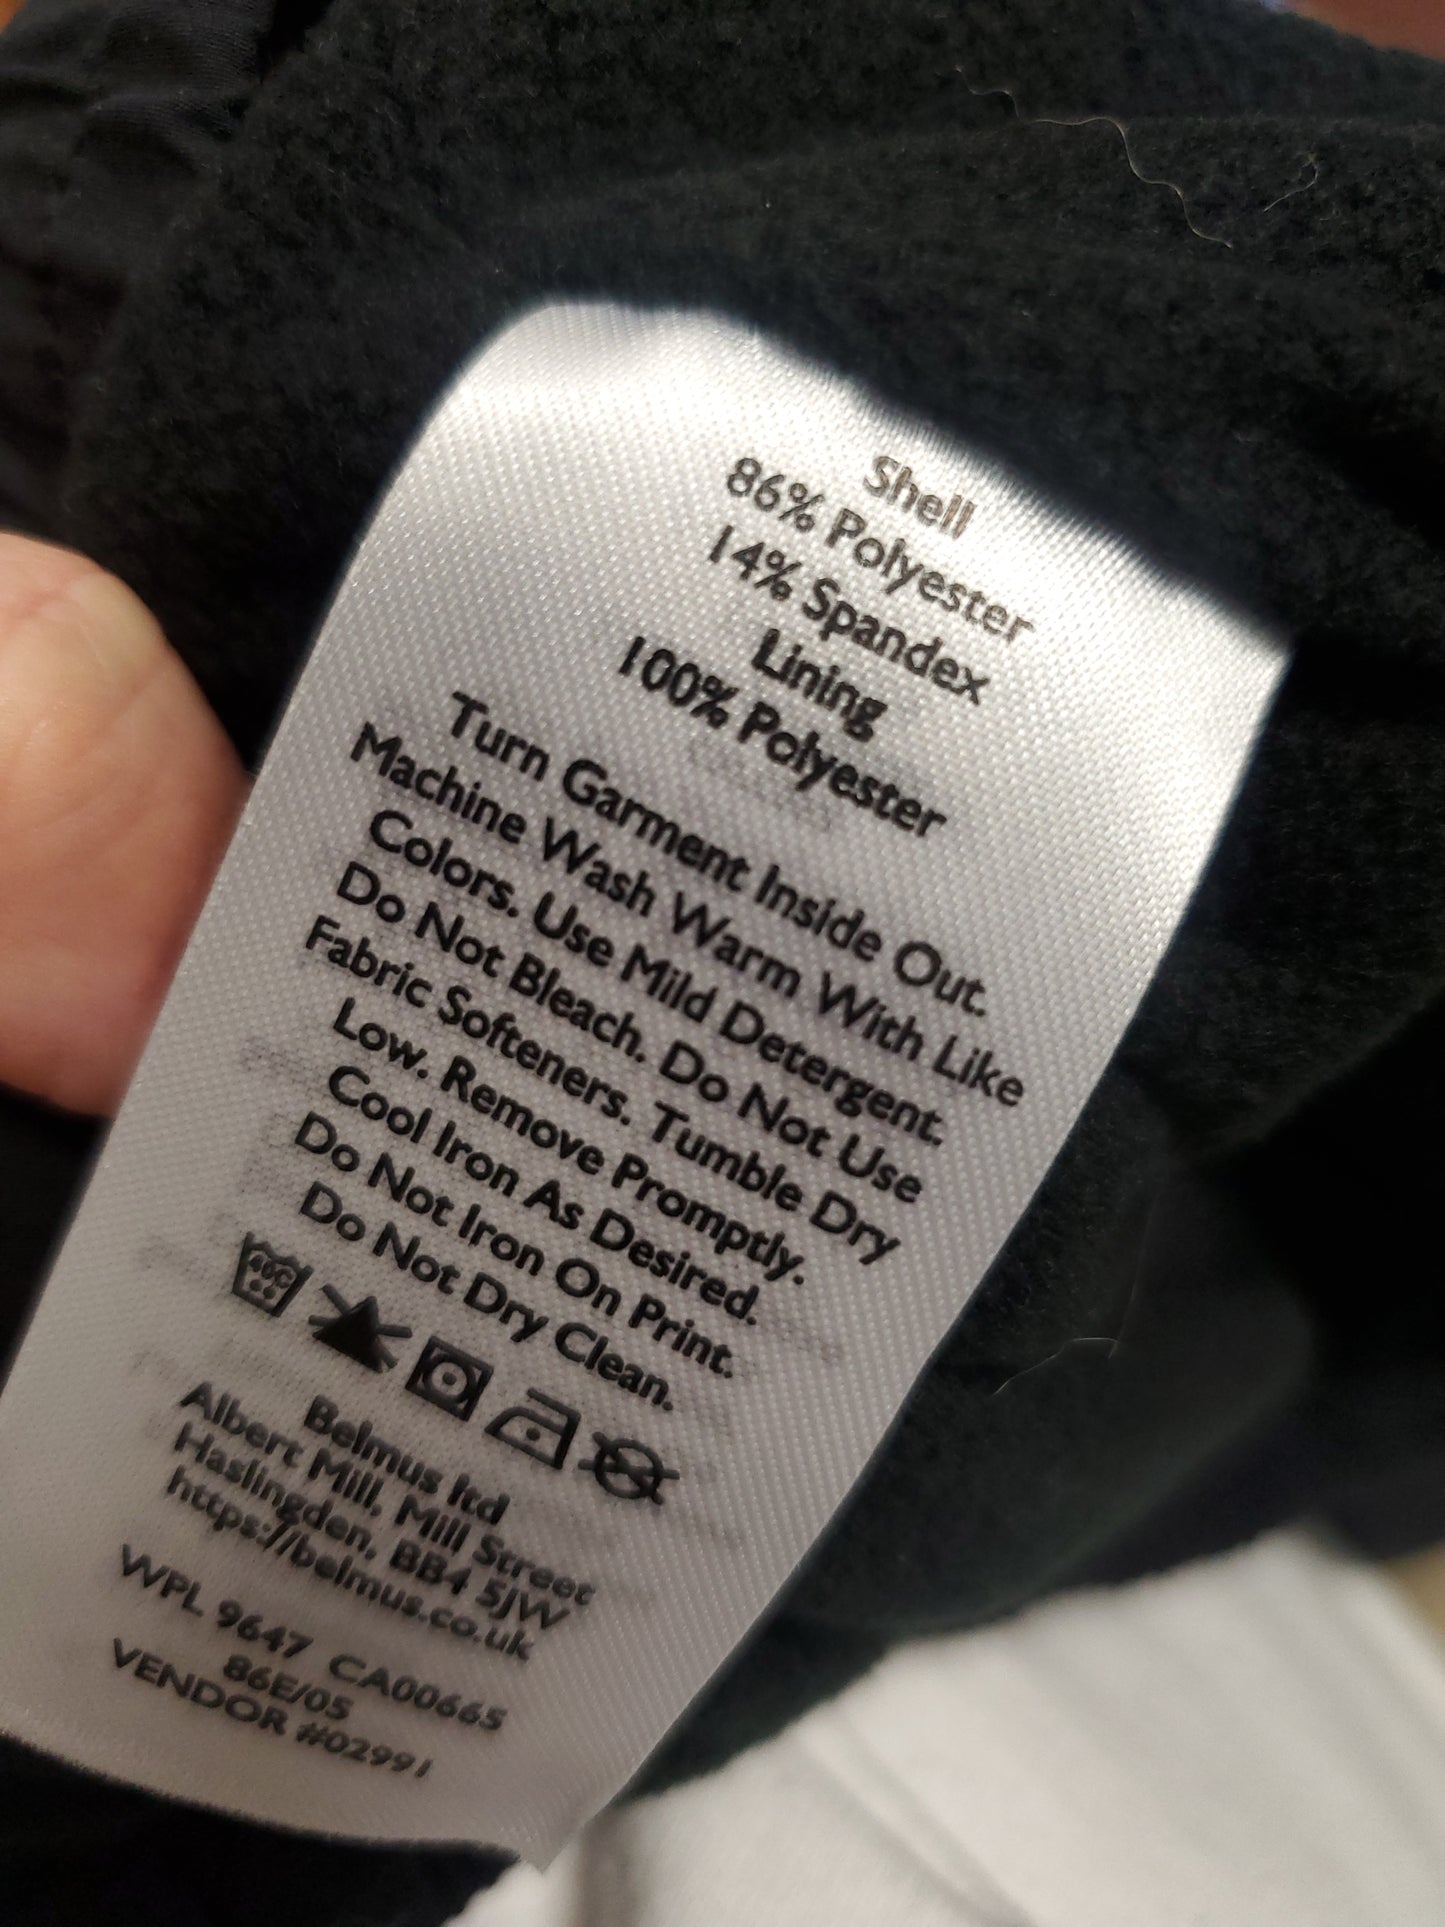 Shell
86% Polyester
14% Spandex
Lining
100% Polyester
Turn Garment Inside Out.
Machine Wash Warm With Like
Colors. Use Mild Detergent.
Do Not Bleach. Do Not Use
Fabric Softeners. Tumble Dry
Low. Remove Promptly.
Cool Iron As Desired.
Do Not Iron On Print.
Do Not Dry Clean.
40C
Belmus ltd
Albert Mill, Mill Street
Haslingden, BB4 5JW
https://belmus.co.uk
WPL 9647 CA00665
86E/05
VENDOR #02991